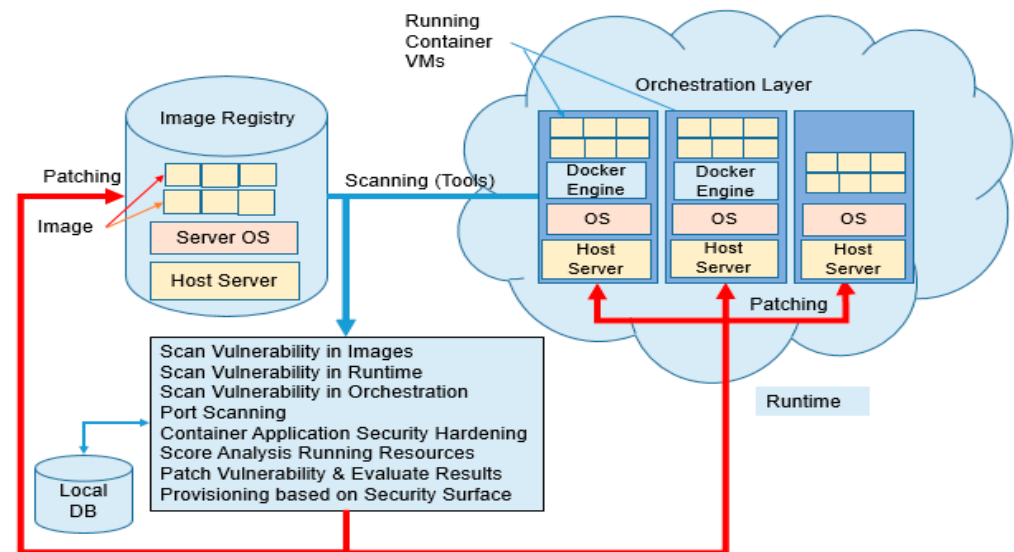 Running
Container
VMs
Orchestration Layer
Image Registry
Patching
Scanning (Tools)
Image
Server OS
Host Server
Docker
Engine
OS
Host
Server
Docker
Engine
OS
Host
Server
OS
Host
Server
Patching
Runtime
Scan Vulnerability in Images
Scan Vulnerability in Runtime
Scan Vulnerability in Orchestration
Port Scanning
Container Application Security Hardening
Score Analysis Running Resources
Patch Vulnerability & Evaluate Results
Provisioning based on Security Surface
Local
DB